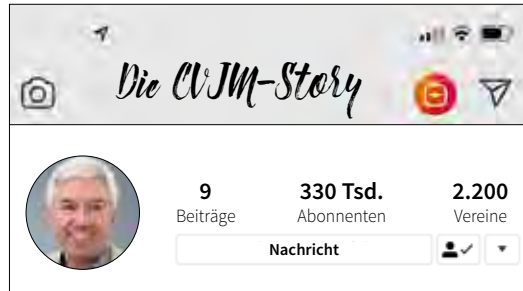 Die CVJM-Story
9 330 Tsd. 2.200
Beiträge Abonnenten Vereine
Nachricht